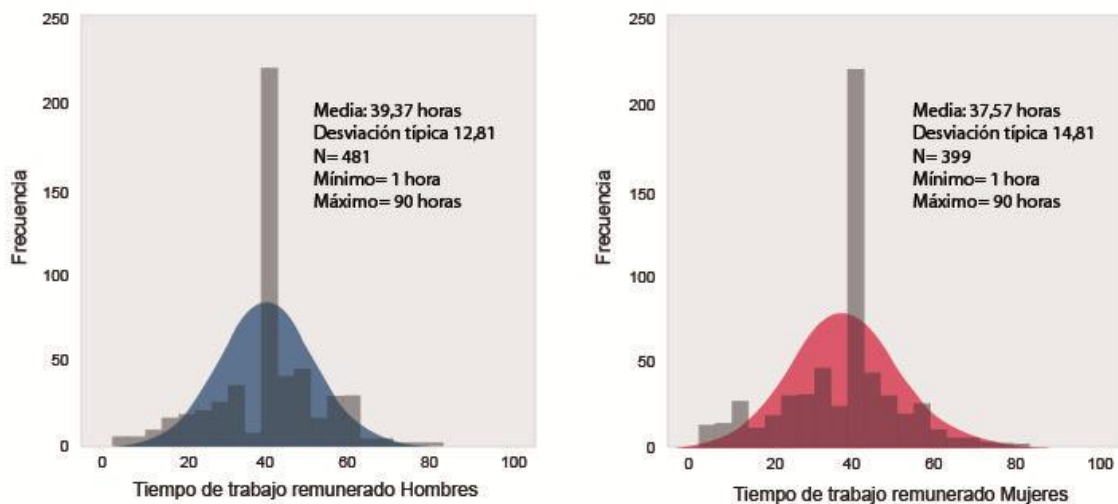 250
200
150
100
50
0
Frecuencia
Media: 39,37 horas
Desviación típica 12,81
N= 481
Mínimo= 1 hora
Máximo= 90 horas
0 20 40 60 80 100
Tiempo de trabajo remunerado Hombres
250
200
150
100
50
0
Frecuencia
Media: 37,57 horas
Desviación típica 14,81
N= 399
Mínimo= 1 hora
Máximo= 90 horas
0 20 40 60 80 100
Tiempo de trabajo remunerado Mujeres